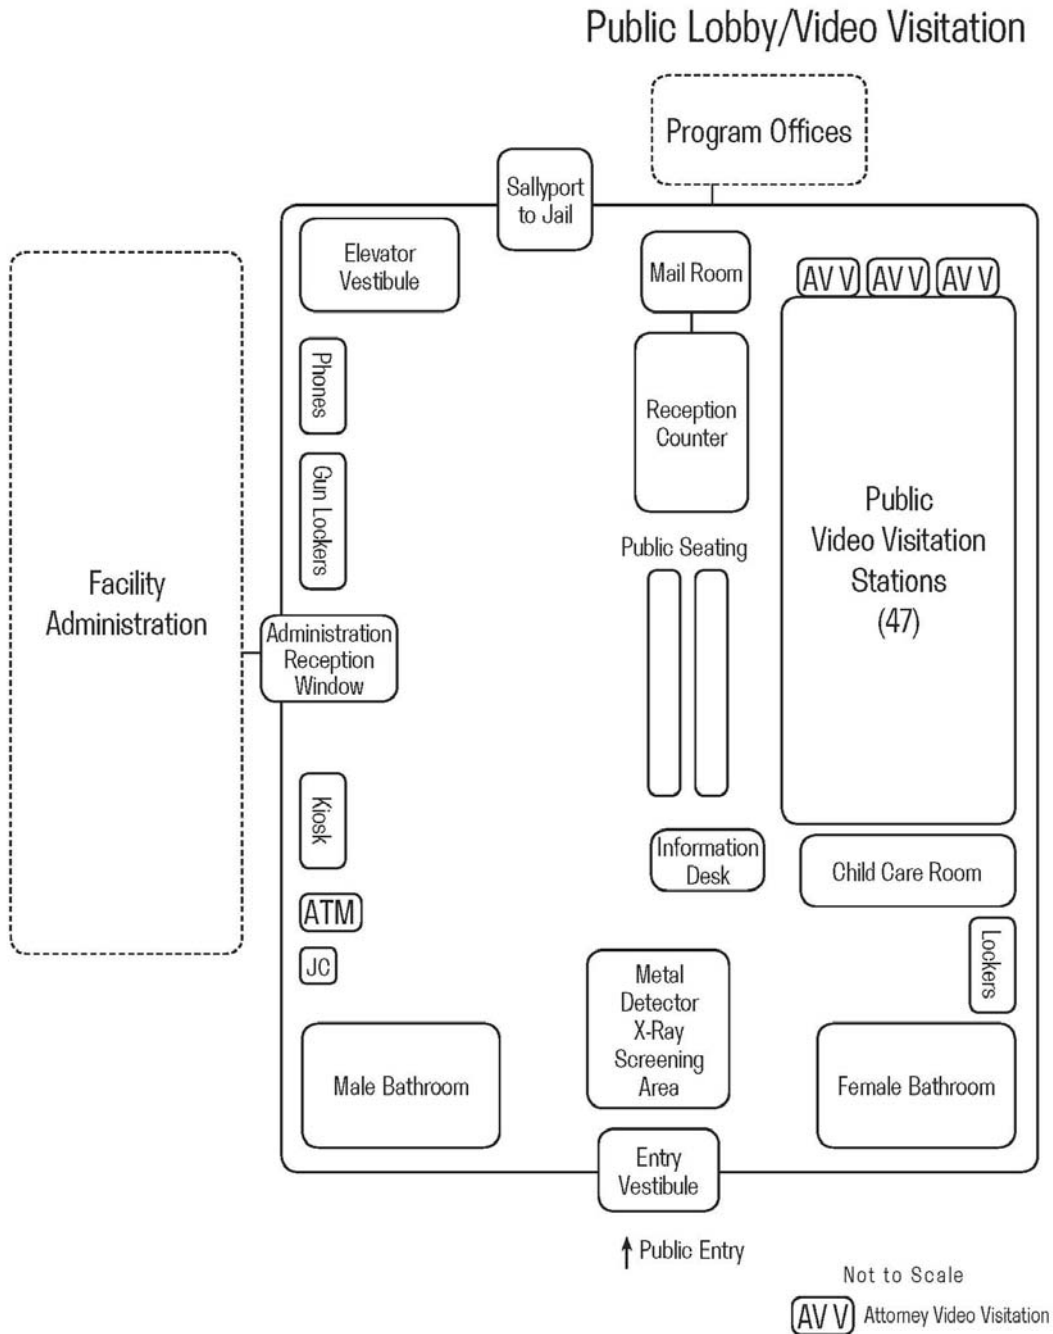 Public Lobby/Video Visitation
Program Offices
Sallyport
to Jail
Elevator
Vestibule
Mail Room
AV V
AV V
AV V
Phones
Reception
Counter
Gun Lockers
Public
Video Visitation
Stations
(47)
Public Seating
Facility
Administration
Administration
Reception
Window
Kiosk
Information
Desk
Child Care Room
ATM
JC
Lockers
Metal
Detector
X-Ray
Screening
Area
Male Bathroom
Female Bathroom
Entry
Vestibule
Public Entry
Not to Scale
AV V Attorney Video Visitation